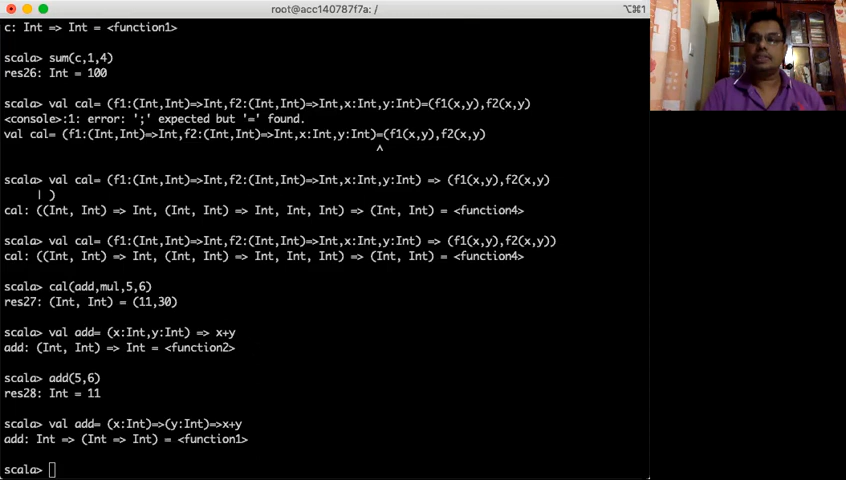 root@acc140787f7a: /
⌥⌘1
c: Int => Int = <function1>
scala> sum(c,1,4)
res26: Int = 100
scala> val cal= (f1:(Int,Int)=>Int,f2:(Int,Int)=>Int,x:Int,y:Int)=(f1(x,y),f2(x,y)
<console>:1: error: ';' expected but '=' found.
val cal= (f1:(Int,Int)=>Int,f2:(Int,Int)=>Int,x:Int,y:Int)=(f1(x,y),f2(x,y)
^
scala> val cal= (f1:(Int,Int)=>Int,f2:(Int,Int)=>Int,x:Int,y:Int) => (f1(x,y),f2(x,y)
| )
cal: ((Int, Int) => Int, (Int, Int) => Int, Int, Int) => (Int, Int) = <function4>
scala> val cal= (f1:(Int,Int)=>Int,f2:(Int,Int)=>Int,x:Int,y:Int) => (f1(x,y),f2(x,y))
cal: ((Int, Int) => Int, (Int, Int) => Int, Int, Int) => (Int, Int) = <function4>
scala> cal(add,mul,5,6)
res27: (Int, Int) = (11,30)
scala> val add= (x:Int,y:Int) => x+y
add: (Int, Int) => Int = <function2>
scala> add(5,6)
res28: Int = 11
scala> val add= (x:Int)=>(y:Int)=>x+y
add: Int => (Int => Int) = <function1>
scala>